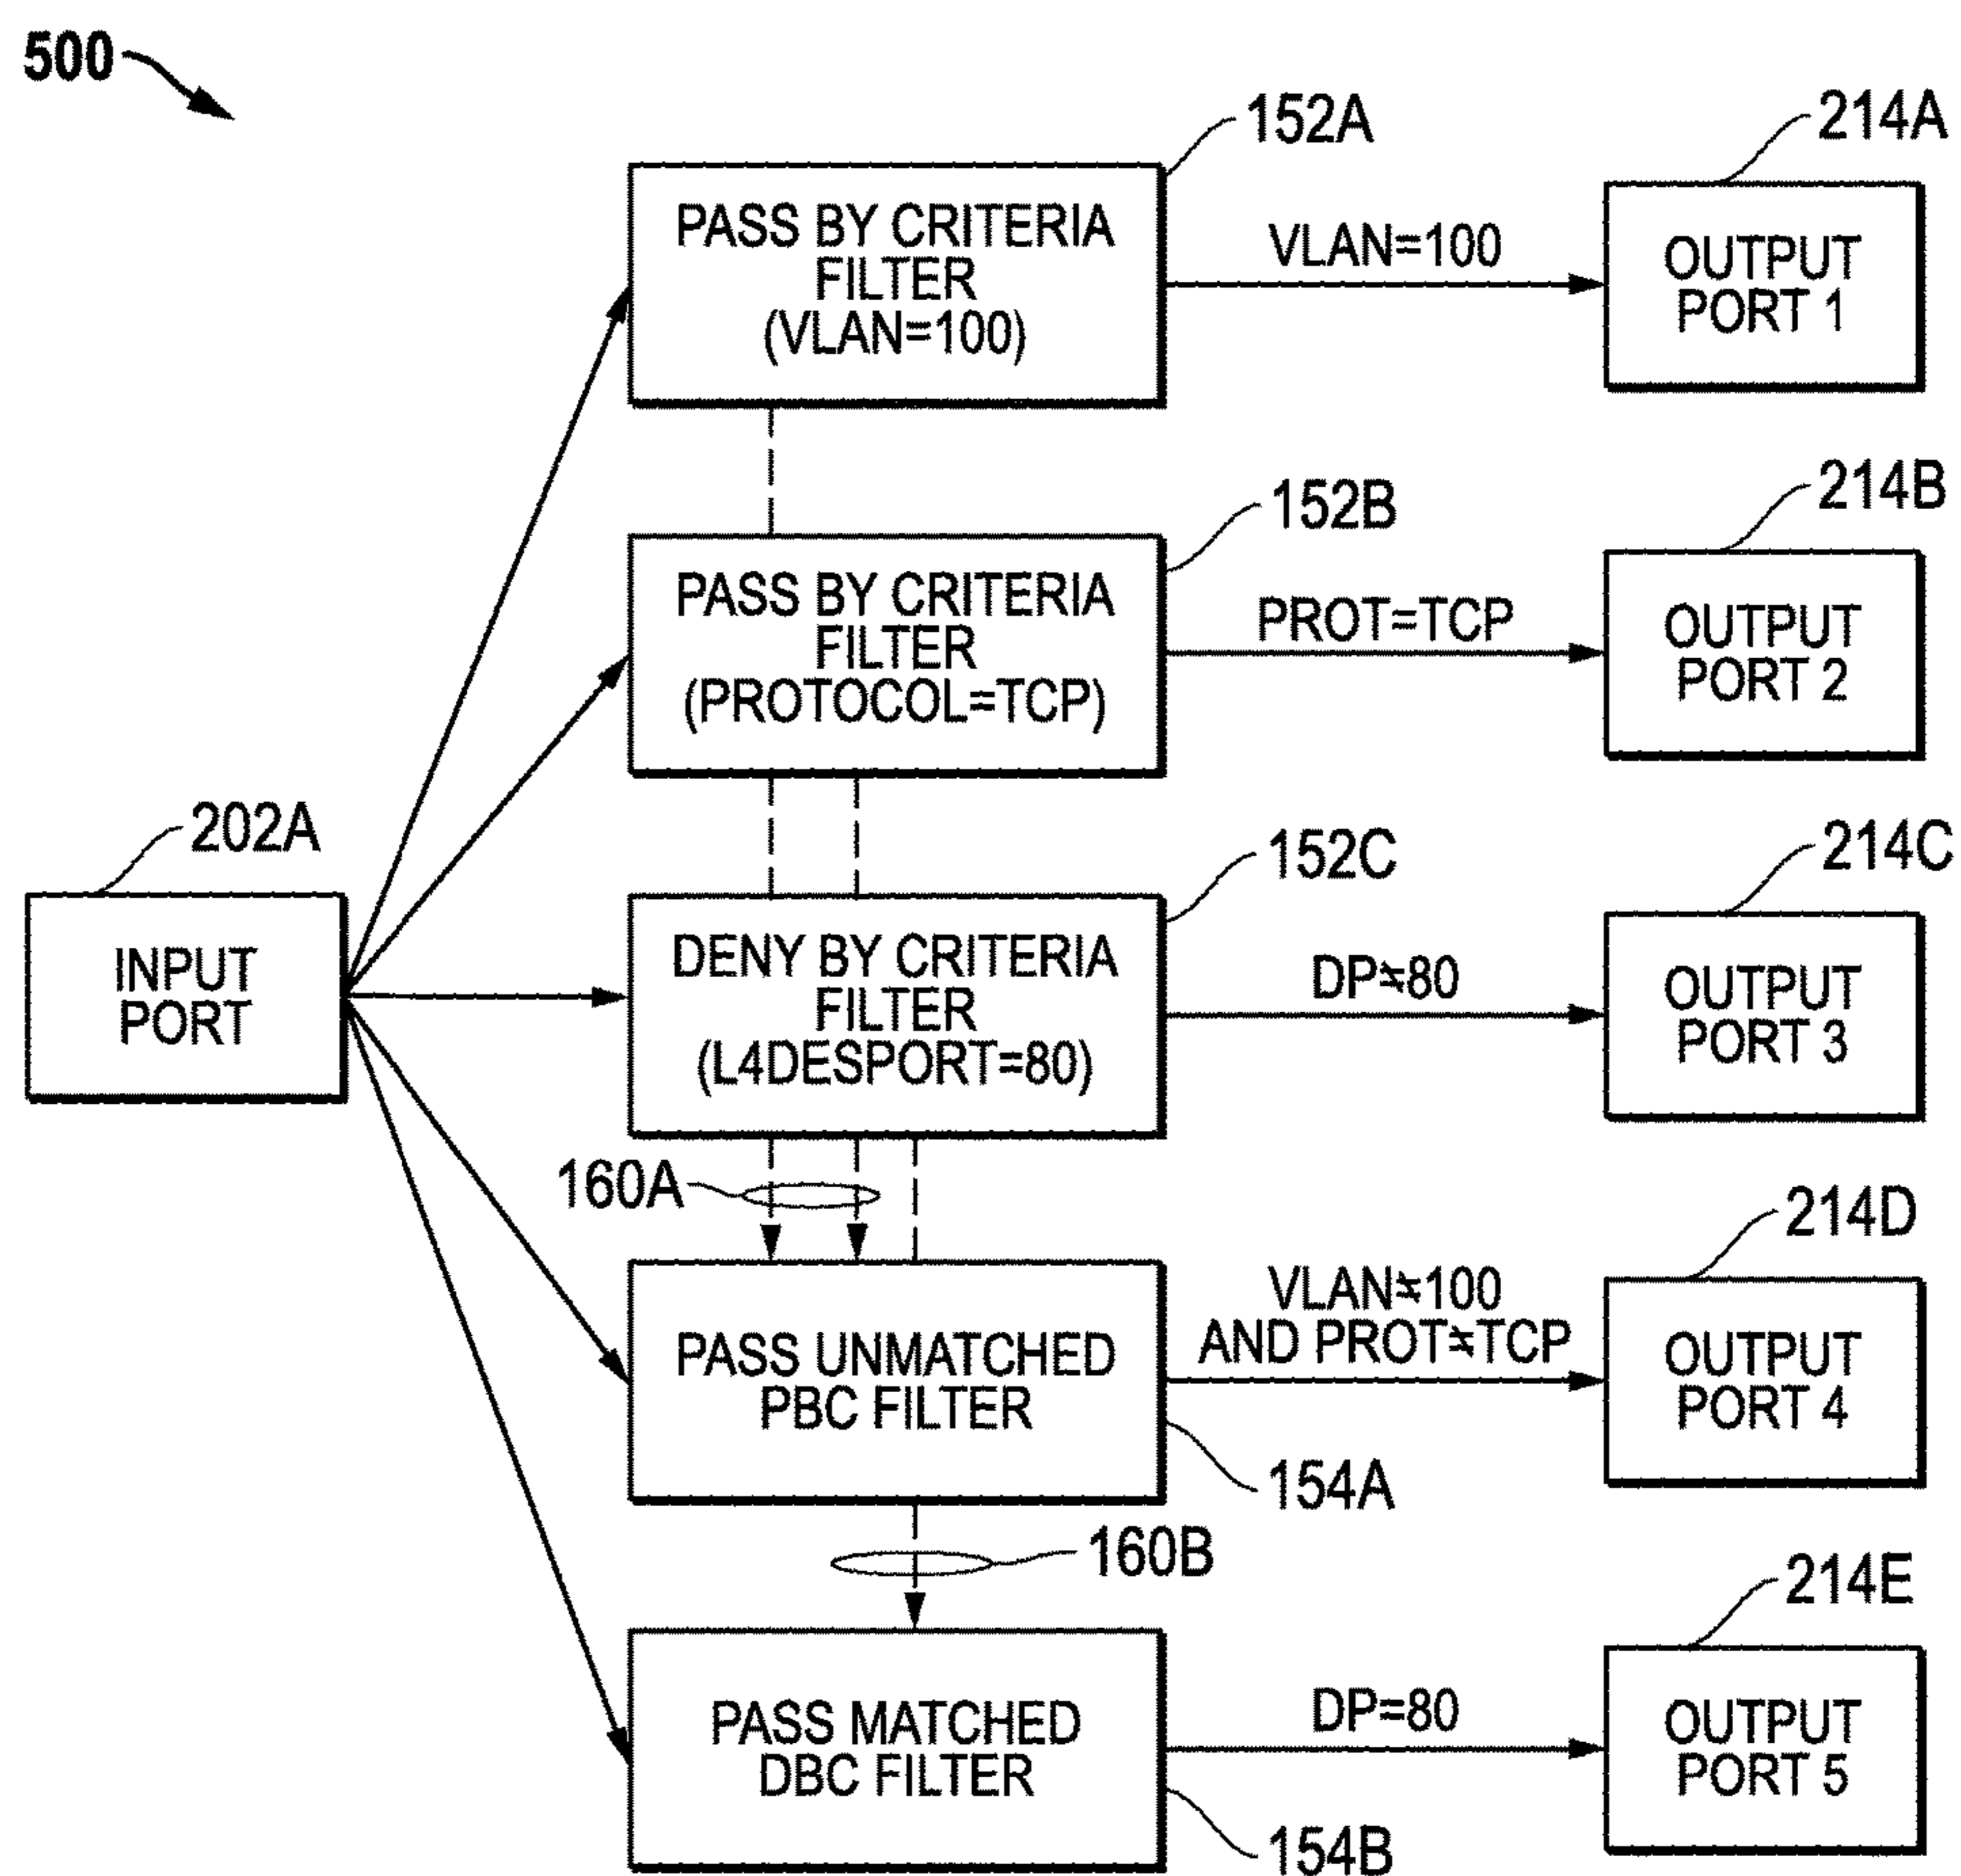 500
152A
214A
PASS BY CRITERIA
FILTER
(VLAN=100)
VLAN=100
OUTPUT
PORT 1
152B
214B
PASS BY CRITERIA
FILTER
(PROTOCOL=TCP)
PROT=TCP
OUTPUT
PORT 2
202A
INPUT
PORT
152C
214C
DENY BY CRITERIA
FILTER
(L4DESPORT=80)
DP≠80
OUTPUT
PORT 3
160A
214D
PASS UNMATCHED
PBC FILTER
VLAN≠100
AND PROT≠TCP
OUTPUT
PORT 4
154A
160B
214E
PASS MATCHED
DBC FILTER
DP=80
OUTPUT
PORT 5
154B